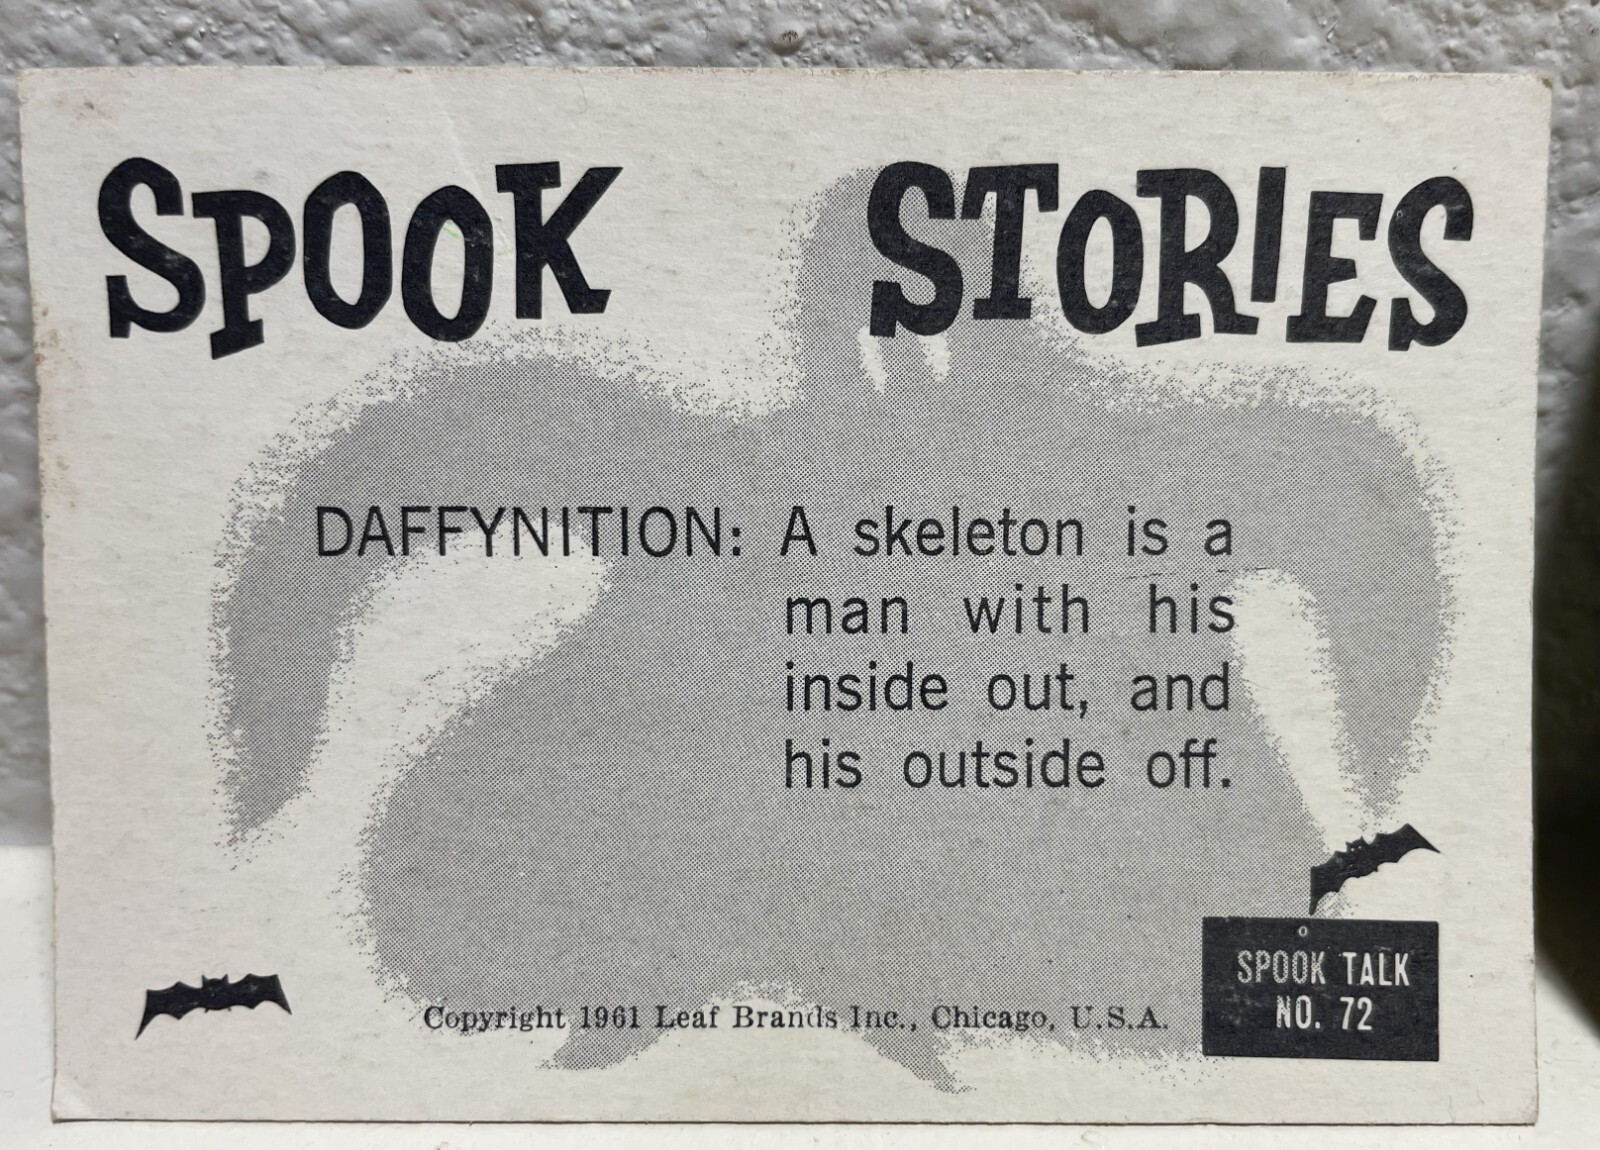 SPOOK STORIES
DAFFYNITION: A skeleton is a
man with his
inside out, and
his outside off.
SPOOK TALK
NO. 72
Copyright 1961 Leaf Brands Inc., Chicago, U.S.A.